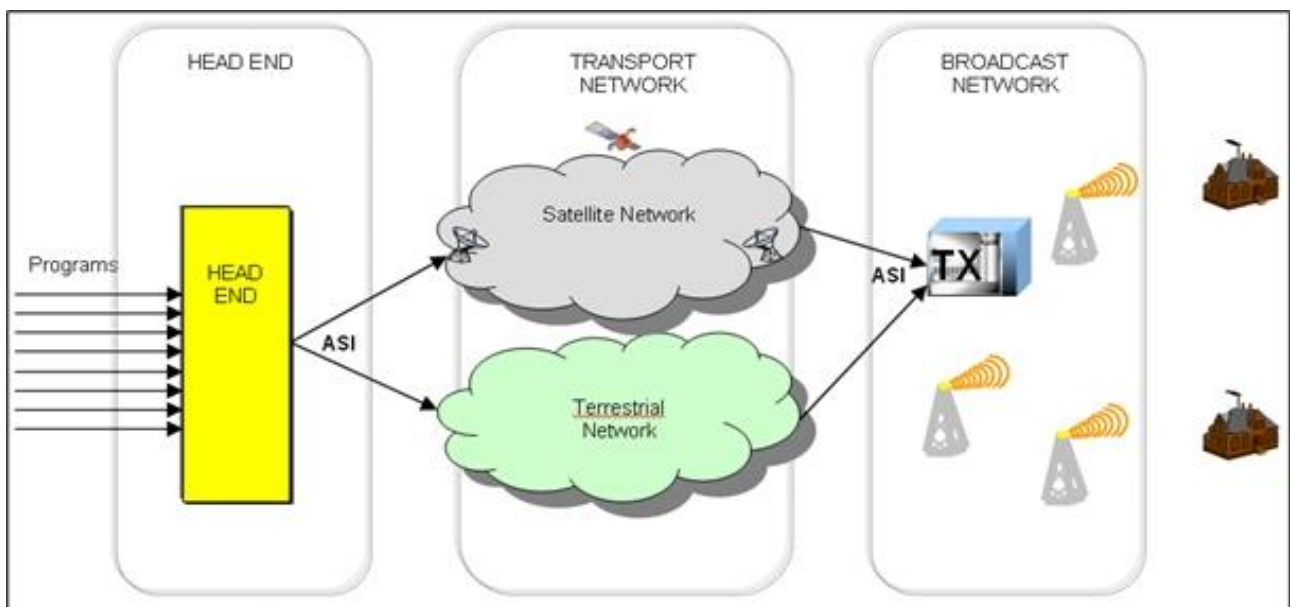 HEAD END
TRANSPORT
NETWORK
BROADCAST
NETWORK
Programs
HEAD
END
ASI
Satellite Network
Terrestrial
Network
ASI
TX